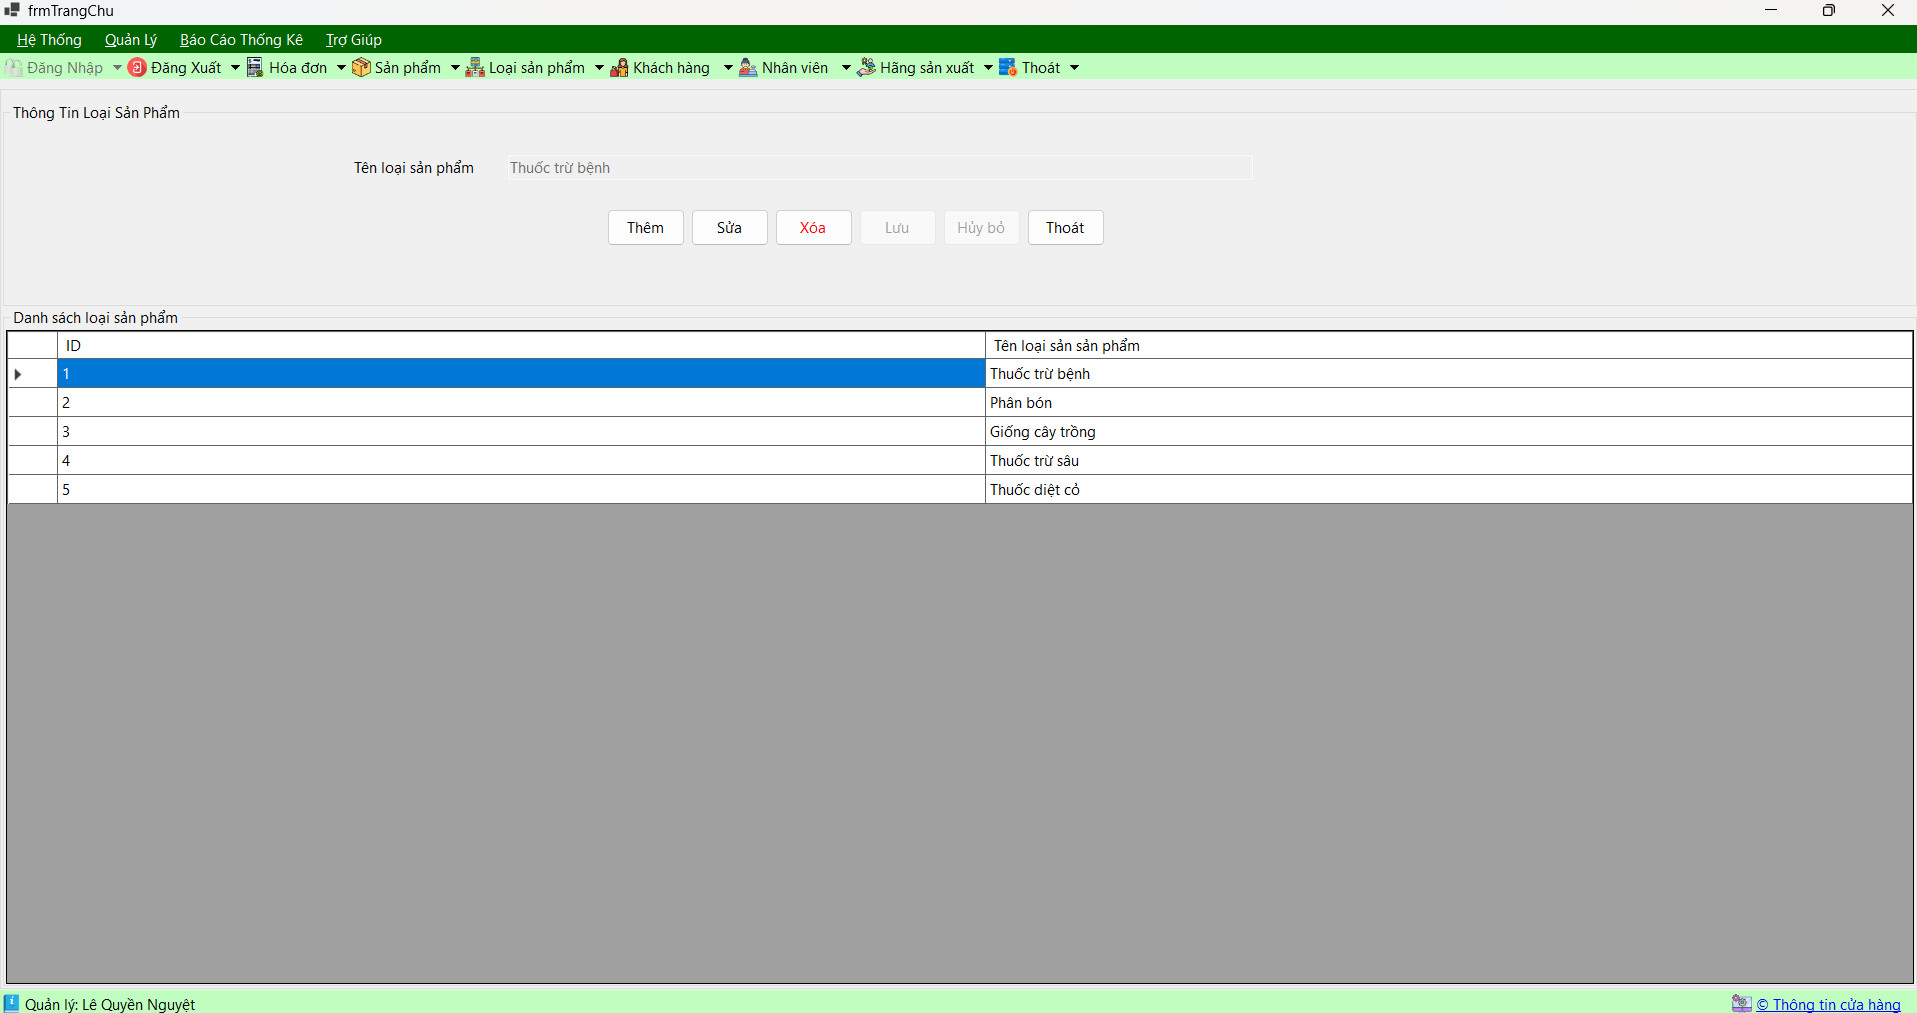 frmTrangChu
Hệ Thống Quản Lý Báo Cáo Thống Kê Trợ Giúp
Đăng Nhập Đăng Xuất Hóa đơn Sản phẩm Loại sản phẩm Khách hàng Nhân viên Hãng sản xuất Thoát
Thông Tin Loại Sản Phẩm
Tên loại sản phẩm Thuốc trừ bệnh
Thêm Sửa Xóa Lưu Hủy bỏ Thoát
Danh sách loại sản phẩm
ID Tên loại sản sản phẩm
1 Thuốc trừ bệnh
2 Phân bón
3 Giống cây trồng
4 Thuốc trừ sâu
5 Thuốc diệt cỏ
Quản lý: Lê Quyền Nguyệt © Thông tin cửa hàng